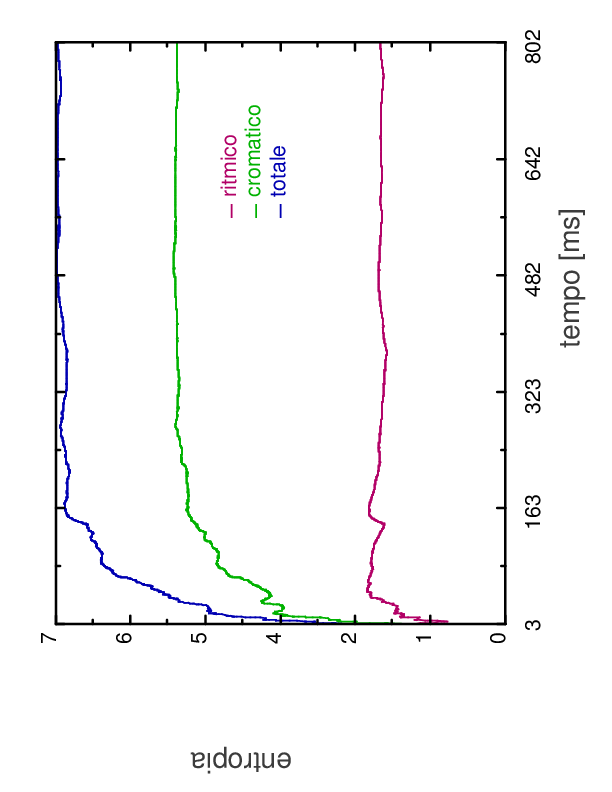 7
6
5
4
3
2
1
0
entropia
— ritmico
— cromatico
— totale
3
163
323
482
642
802
tempo [ms]